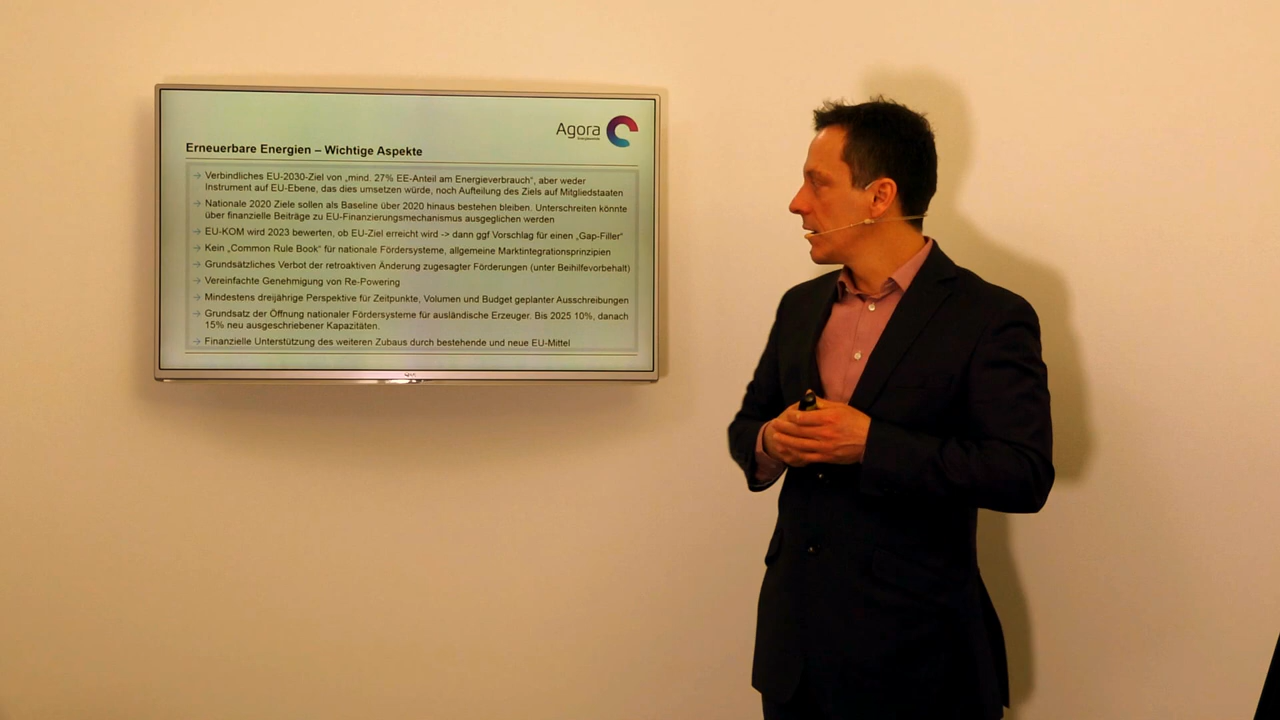 Agora
Energiewende
Erneuerbare Energien – Wichtige Aspekte
→ Verbindliches EU-2030-Ziel von „mind. 27% EE-Anteil am Energieverbrauch“, aber weder
Instrument auf EU-Ebene, das dies umsetzen würde, noch Aufteilung des Ziels auf Mitgliedstaaten
→ Nationale 2020 Ziele sollen als Baseline über 2020 hinaus bestehen bleiben. Unterschreiten könnte
über finanzielle Beiträge zu EU-Finanzierungsmechanismus ausgeglichen werden
→ EU-KOM wird 2023 bewerten, ob EU-Ziel erreicht wird -> dann ggf Vorschlag für einen „Gap-Filler“
→ Kein „Common Rule Book“ für nationale Fördersysteme, allgemeine Marktintegrationsprinzipien
→ Grundsätzliches Verbot der retroaktiven Änderung zugesagter Förderungen (unter Beihilfevorbehalt)
→ Vereinfachte Genehmigung von Re-Powering
→ Mindestens dreijährige Perspektive für Zeitpunkte, Volumen und Budget geplanter Ausschreibungen
→ Grundsatz der Öffnung nationaler Fördersysteme für ausländische Erzeuger. Bis 2025 10%, danach
15% neu ausgeschriebener Kapazitäten.
→ Finanzielle Unterstützung des weiteren Zubaus durch bestehende und neue EU-Mittel